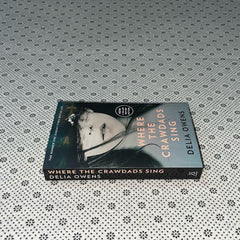 WHERE
THE
CRAWDADS
SING
DELIA OWENS
WHERE THE CRAWDADS SING
DELIA OWENS